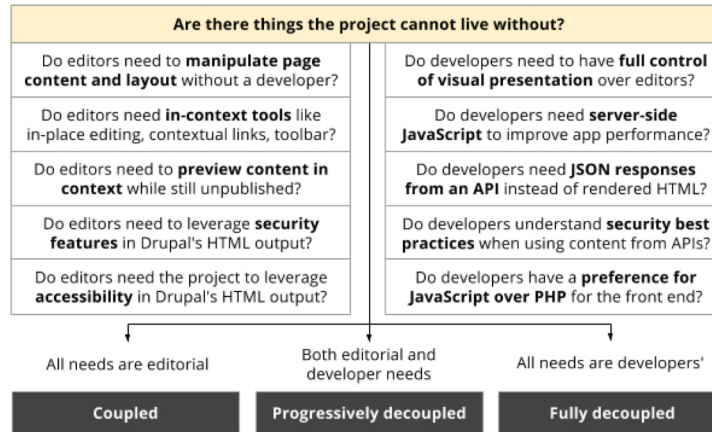 Are there things the project cannot live without?
Do editors need to manipulate page
content and layout without a developer?
Do editors need in-context tools like
in-place editing, contextual links, toolbar?
Do editors need to preview content in
context while still unpublished?
Do editors need to leverage security
features in Drupal's HTML output?
Do editors need the project to leverage
accessibility in Drupal's HTML output?
Do developers need to have full control
of visual presentation over editors?
Do developers need server-side
JavaScript to improve app performance?
Do developers need JSON responses
from an API instead of rendered HTML?
Do developers understand security best
practices when using content from APIs?
Do developers have a preference for
JavaScript over PHP for the front end?
All needs are editorial
Both editorial and
developer needs
All needs are developers'
Coupled
Progressively decoupled
Fully decoupled